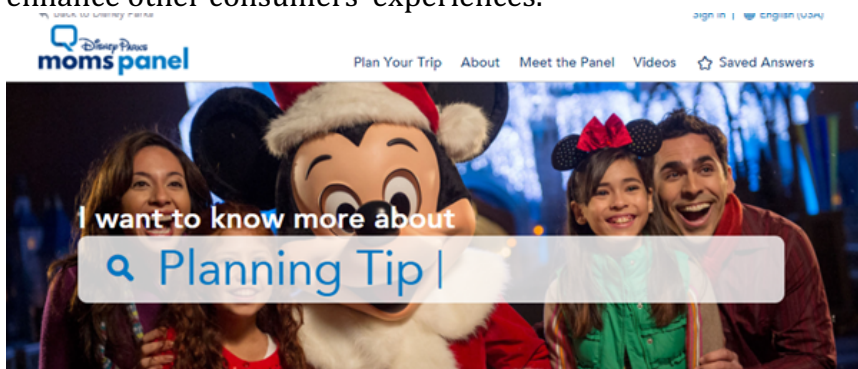 enhance other consumers' experiences.
Back to Disney Parks
Sign In | English (USA)
Disney Parks
moms panel
Plan Your Trip About Meet the Panel Videos Saved Answers
I want to know more about
Planning Tip |